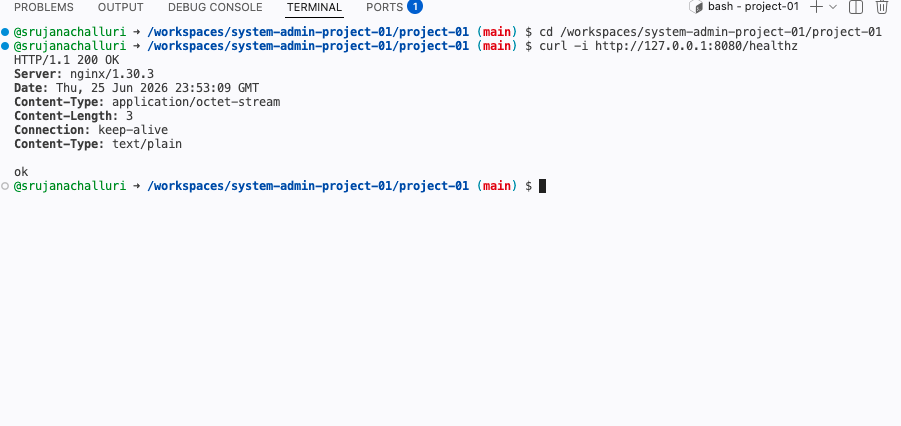 PROBLEMS OUTPUT DEBUG CONSOLE TERMINAL PORTS 1 bash - project-01
@srujanachalluri → /workspaces/system-admin-project-01/project-01 (main) $ cd /workspaces/system-admin-project-01/project-01
@srujanachalluri → /workspaces/system-admin-project-01/project-01 (main) $ curl -i http://127.0.0.1:8080/healthz
HTTP/1.1 200 OK
Server: nginx/1.30.3
Date: Thu, 25 Jun 2026 23:53:09 GMT
Content-Type: application/octet-stream
Content-Length: 3
Connection: keep-alive
Content-Type: text/plain

ok
@srujanachalluri → /workspaces/system-admin-project-01/project-01 (main) $